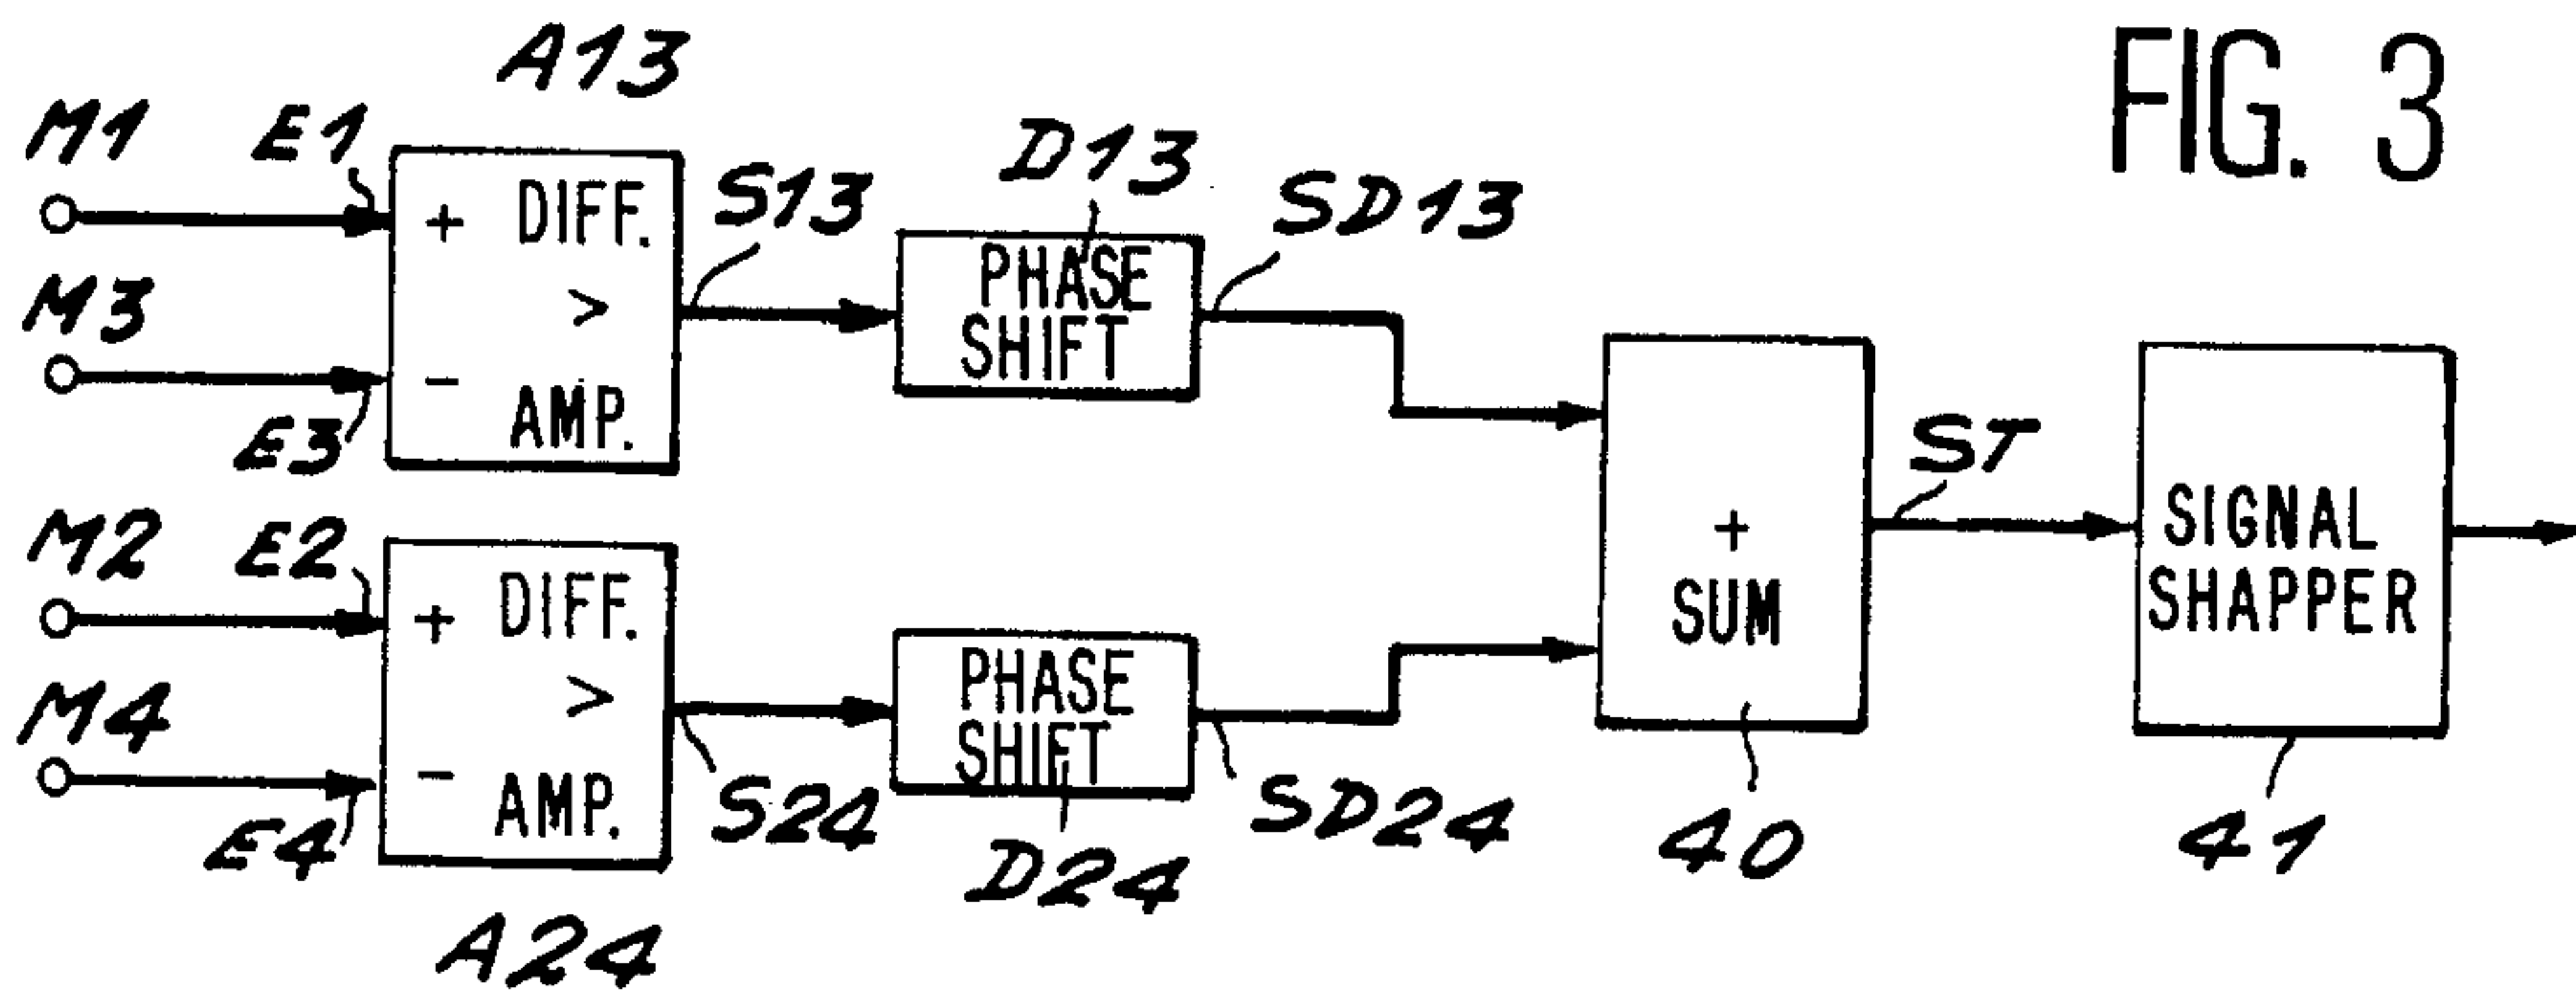 FIG. 3
A13
M1
E1
+ DIFF.
>
- AMP.
M3
E3
S13
D13
PHASE
SHIFT
SD13
M2
E2
+ DIFF.
>
- AMP.
M4
E4
A24
S24
PHASE
SHIFT
D24
SD24
+
SUM
40
ST
SIGNAL
SHAPPER
41